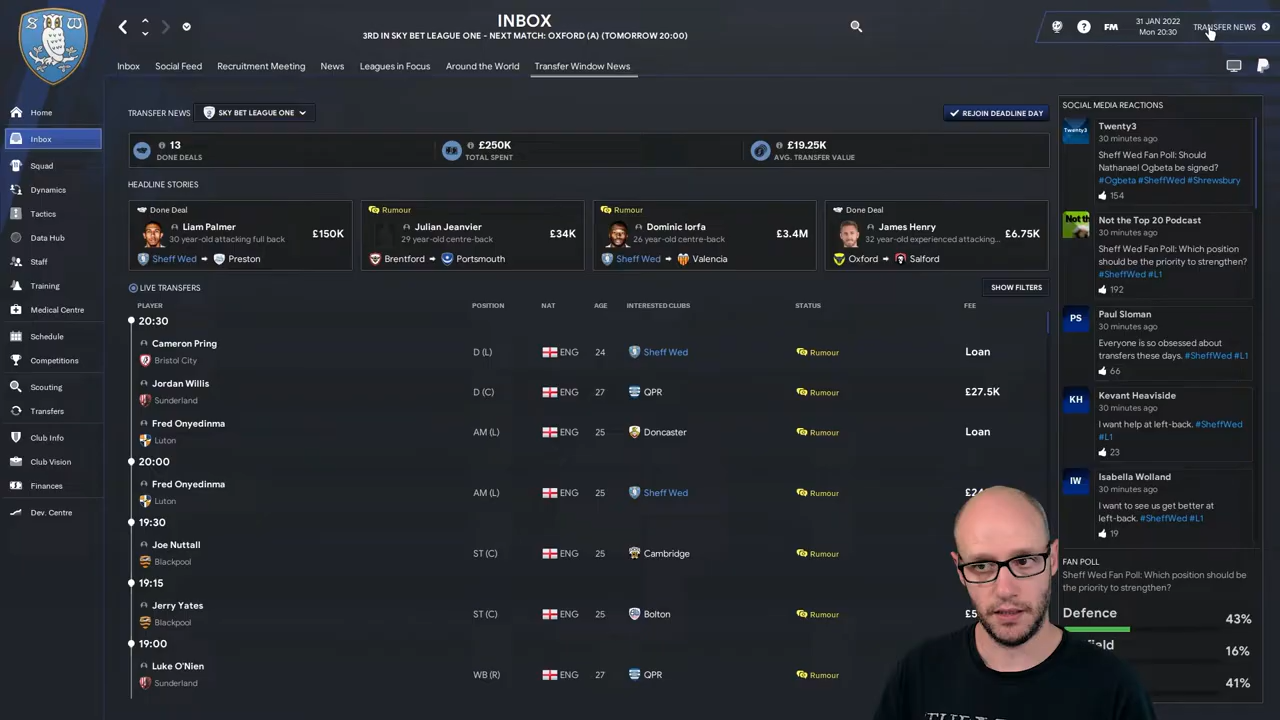 S W
INBOX
3RD IN SKY BET LEAGUE ONE - NEXT MATCH: OXFORD (A) (TOMORROW 20:00)
FM
31 JAN 2022
Mon 20:30
TRANSFER NEWS
Inbox
Social Feed
Recruitment Meeting
News
Leagues in Focus
Around the World
Transfer Window News
Home
Inbox
Squad
Dynamics
Tactics
Data Hub
Staff
Training
Medical Centre
Schedule
Competitions
Scouting
Transfers
Club Info
Club Vision
Finances
Dev. Centre
TRANSFER NEWS
SKY BET LEAGUE ONE
REJOIN DEADLINE DAY
13
DONE DEALS
£250K
TOTAL SPENT
£19.25K
AVG. TRANSFER VALUE
HEADLINE STORIES
Done Deal
Liam Palmer
30 year-old attacking full back
£150K
Sheff Wed
Preston
Rumour
Julian Jeanvier
29 year-old centre-back
£34K
Brentford
Portsmouth
Rumour
Dominic Iorfa
26 year-old centre-back
£3.4M
Sheff Wed
Valencia
Done Deal
James Henry
32 year-old experienced attacking...
£6.75K
Oxford
Salford
LIVE TRANSFERS
SHOW FILTERS
PLAYER POSITION NAT AGE INTERESTED CLUBS STATUS FEE
20:30
Cameron Pring
Bristol City
D (L) ENG 24 Sheff Wed Rumour Loan
Jordan Willis
Sunderland
D (C) ENG 27 QPR Rumour £27.5K
Fred Onyedinma
Luton
AM (L) ENG 25 Doncaster Rumour Loan
20:00
Fred Onyedinma
Luton
AM (L) ENG 25 Sheff Wed Rumour
19:30
Joe Nuttall
Blackpool
ST (C) ENG 25 Cambridge Rumour
19:15
Jerry Yates
Blackpool
ST (C) ENG 25 Bolton Rumour
19:00
Luke O'Nien
Sunderland
WB (R) ENG 27 QPR Rumour
SOCIAL MEDIA REACTIONS
Twenty3
Twenty3
30 minutes ago
Sheff Wed Fan Poll: Should
Nathanael Ogbeta be signed?
#Ogbeta #SheffWed #Shrewsbury
154
Not the Top 20 Podcast
30 minutes ago
Sheff Wed Fan Poll: Which position
should be the priority to strengthen?
#SheffWed #L1
192
PS
Paul Sloman
30 minutes ago
Everyone is so obsessed about
transfers these days. #SheffWed #L1
66
KH
Kevant Heaviside
30 minutes ago
I want help at left-back. #SheffWed
#L1
23
IW
Isabella Wolland
30 minutes ago
I want to see us get better at
left-back. #SheffWed #L1
19
FAN POLL
Sheff Wed Fan Poll: Which position should be
the priority to strengthen?
Defence
43%
16%
41%